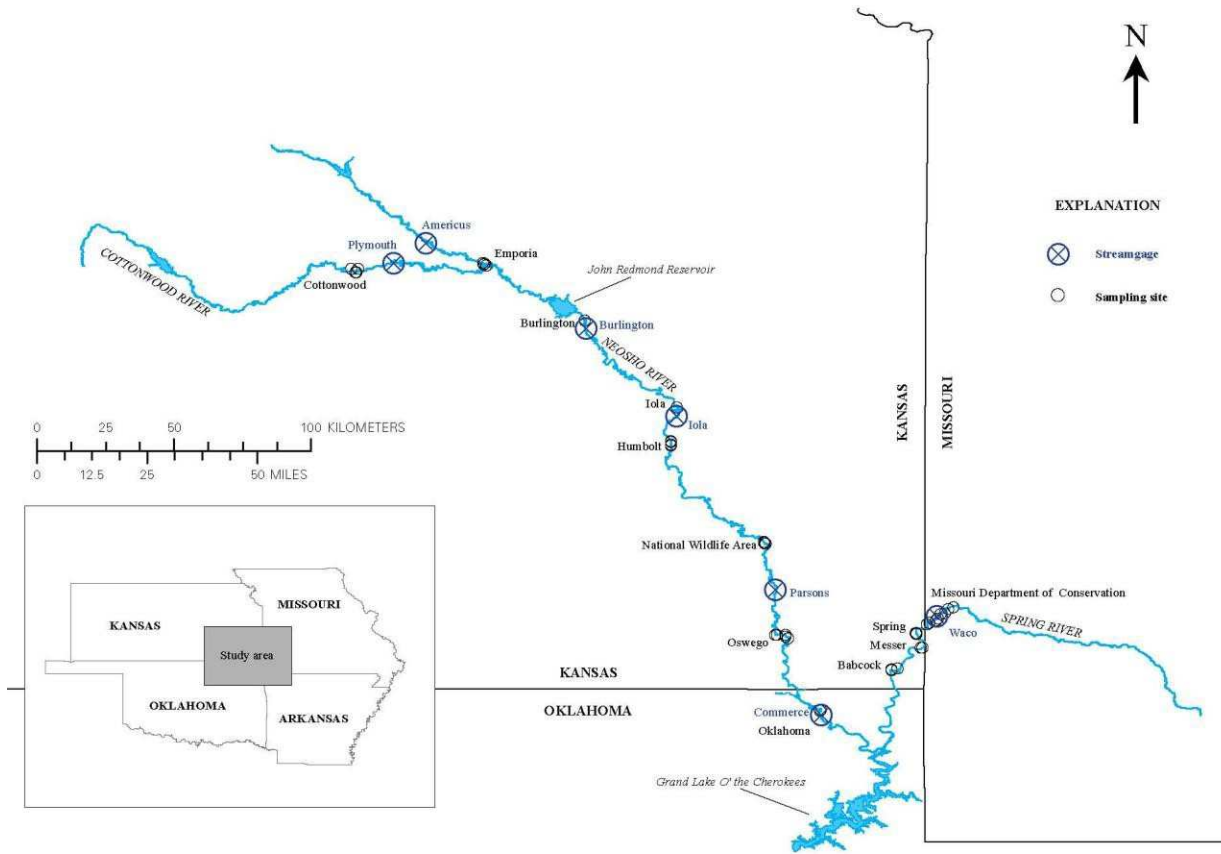 N
EXPLANATION
Streamgage
Sampling site
Americus
Plymouth
Emporia
Cottonwood
COTTONWOOD RIVER
John Redmond Reservoir
Burlington
Burlington
NEOSHO RIVER
KANSAS
MISSOURI
Iola
Iola
Humbolt
0 25 50 100 KILOMETERS
0 12.5 25 50 MILES
National Wildlife Area
Parsons
Missouri Department of Conservation
Spring
Waco
SPRING RIVER
Oswego
Messer
Babcock
KANSAS
OKLAHOMA
Commerce
Oklahoma
Grand Lake O' the Cherokees
MISSOURI
KANSAS
Study area
OKLAHOMA
ARKANSAS